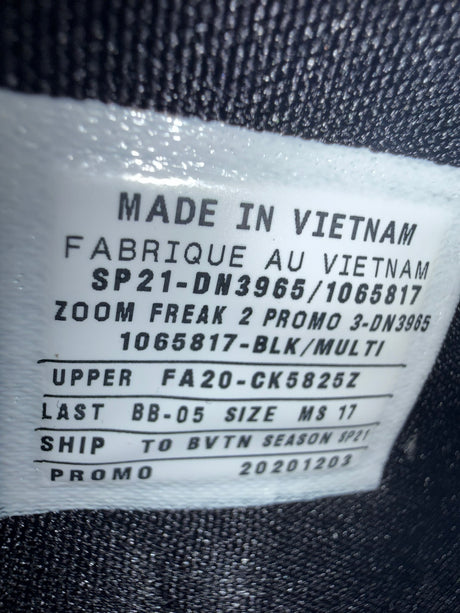 MADE IN VIETNAM
FABRIQUE AU VIETNAM
SP21-DN3965/1065817
ZOOM FREAK 2 PROMO 3-DN3965
1065817-BLK/MULTI
UPPER FA20-CK5825Z
LAST BB-05 SIZE MS 17
SHIP TO BVTN SEASON SP21
PROMO 20201203